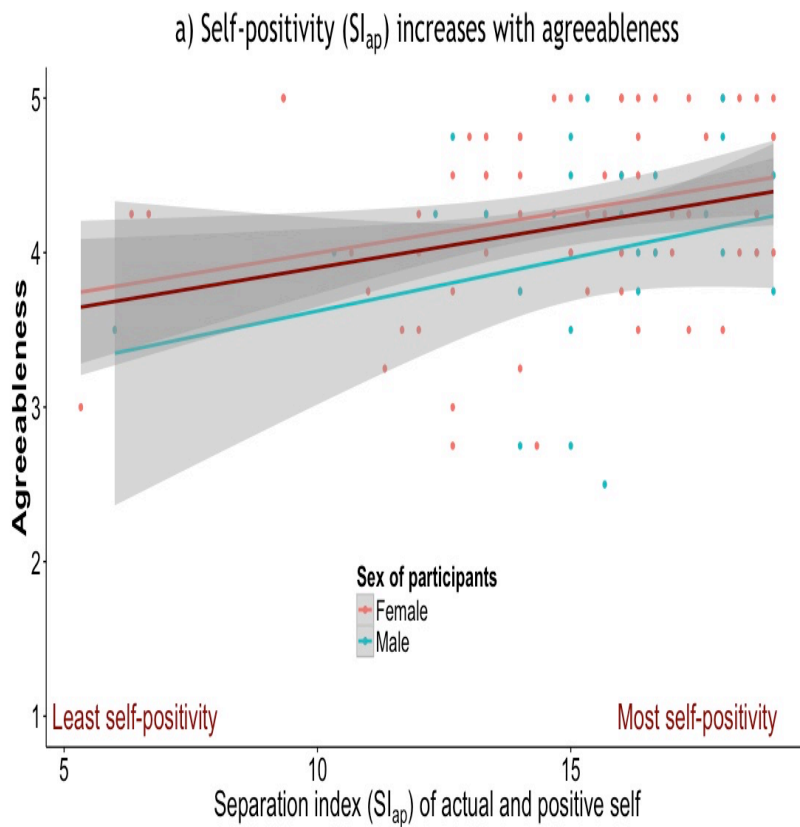 a) Self-positivity (SIap) increases with agreeableness
5
4
3
2
1
Agreeableness
Sex of participants
Female
Male
Least self-positivity
Most self-positivity
5
10
15
Separation index (SIap) of actual and positive self